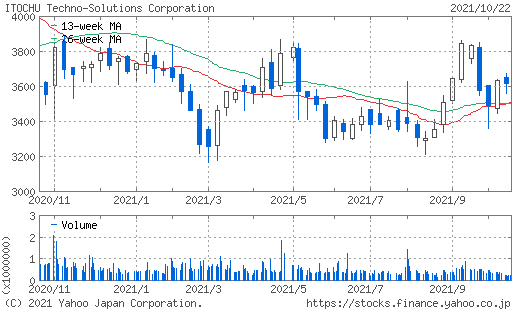 ITOCHU Techno-Solutions Corporation 2021/10/22
4000
13-week MA
26-week MA
3800
3600
3400
3200
3000
2020/11 2021/1 2021/3 2021/5 2021/7 2021/9
3
Volume
2
1
0
(x1000000)
2020/11 2021/1 2021/3 2021/5 2021/7 2021/9
(C) 2021 Yahoo Japan Corporation. https://stocks.finance.yahoo.co.jp/